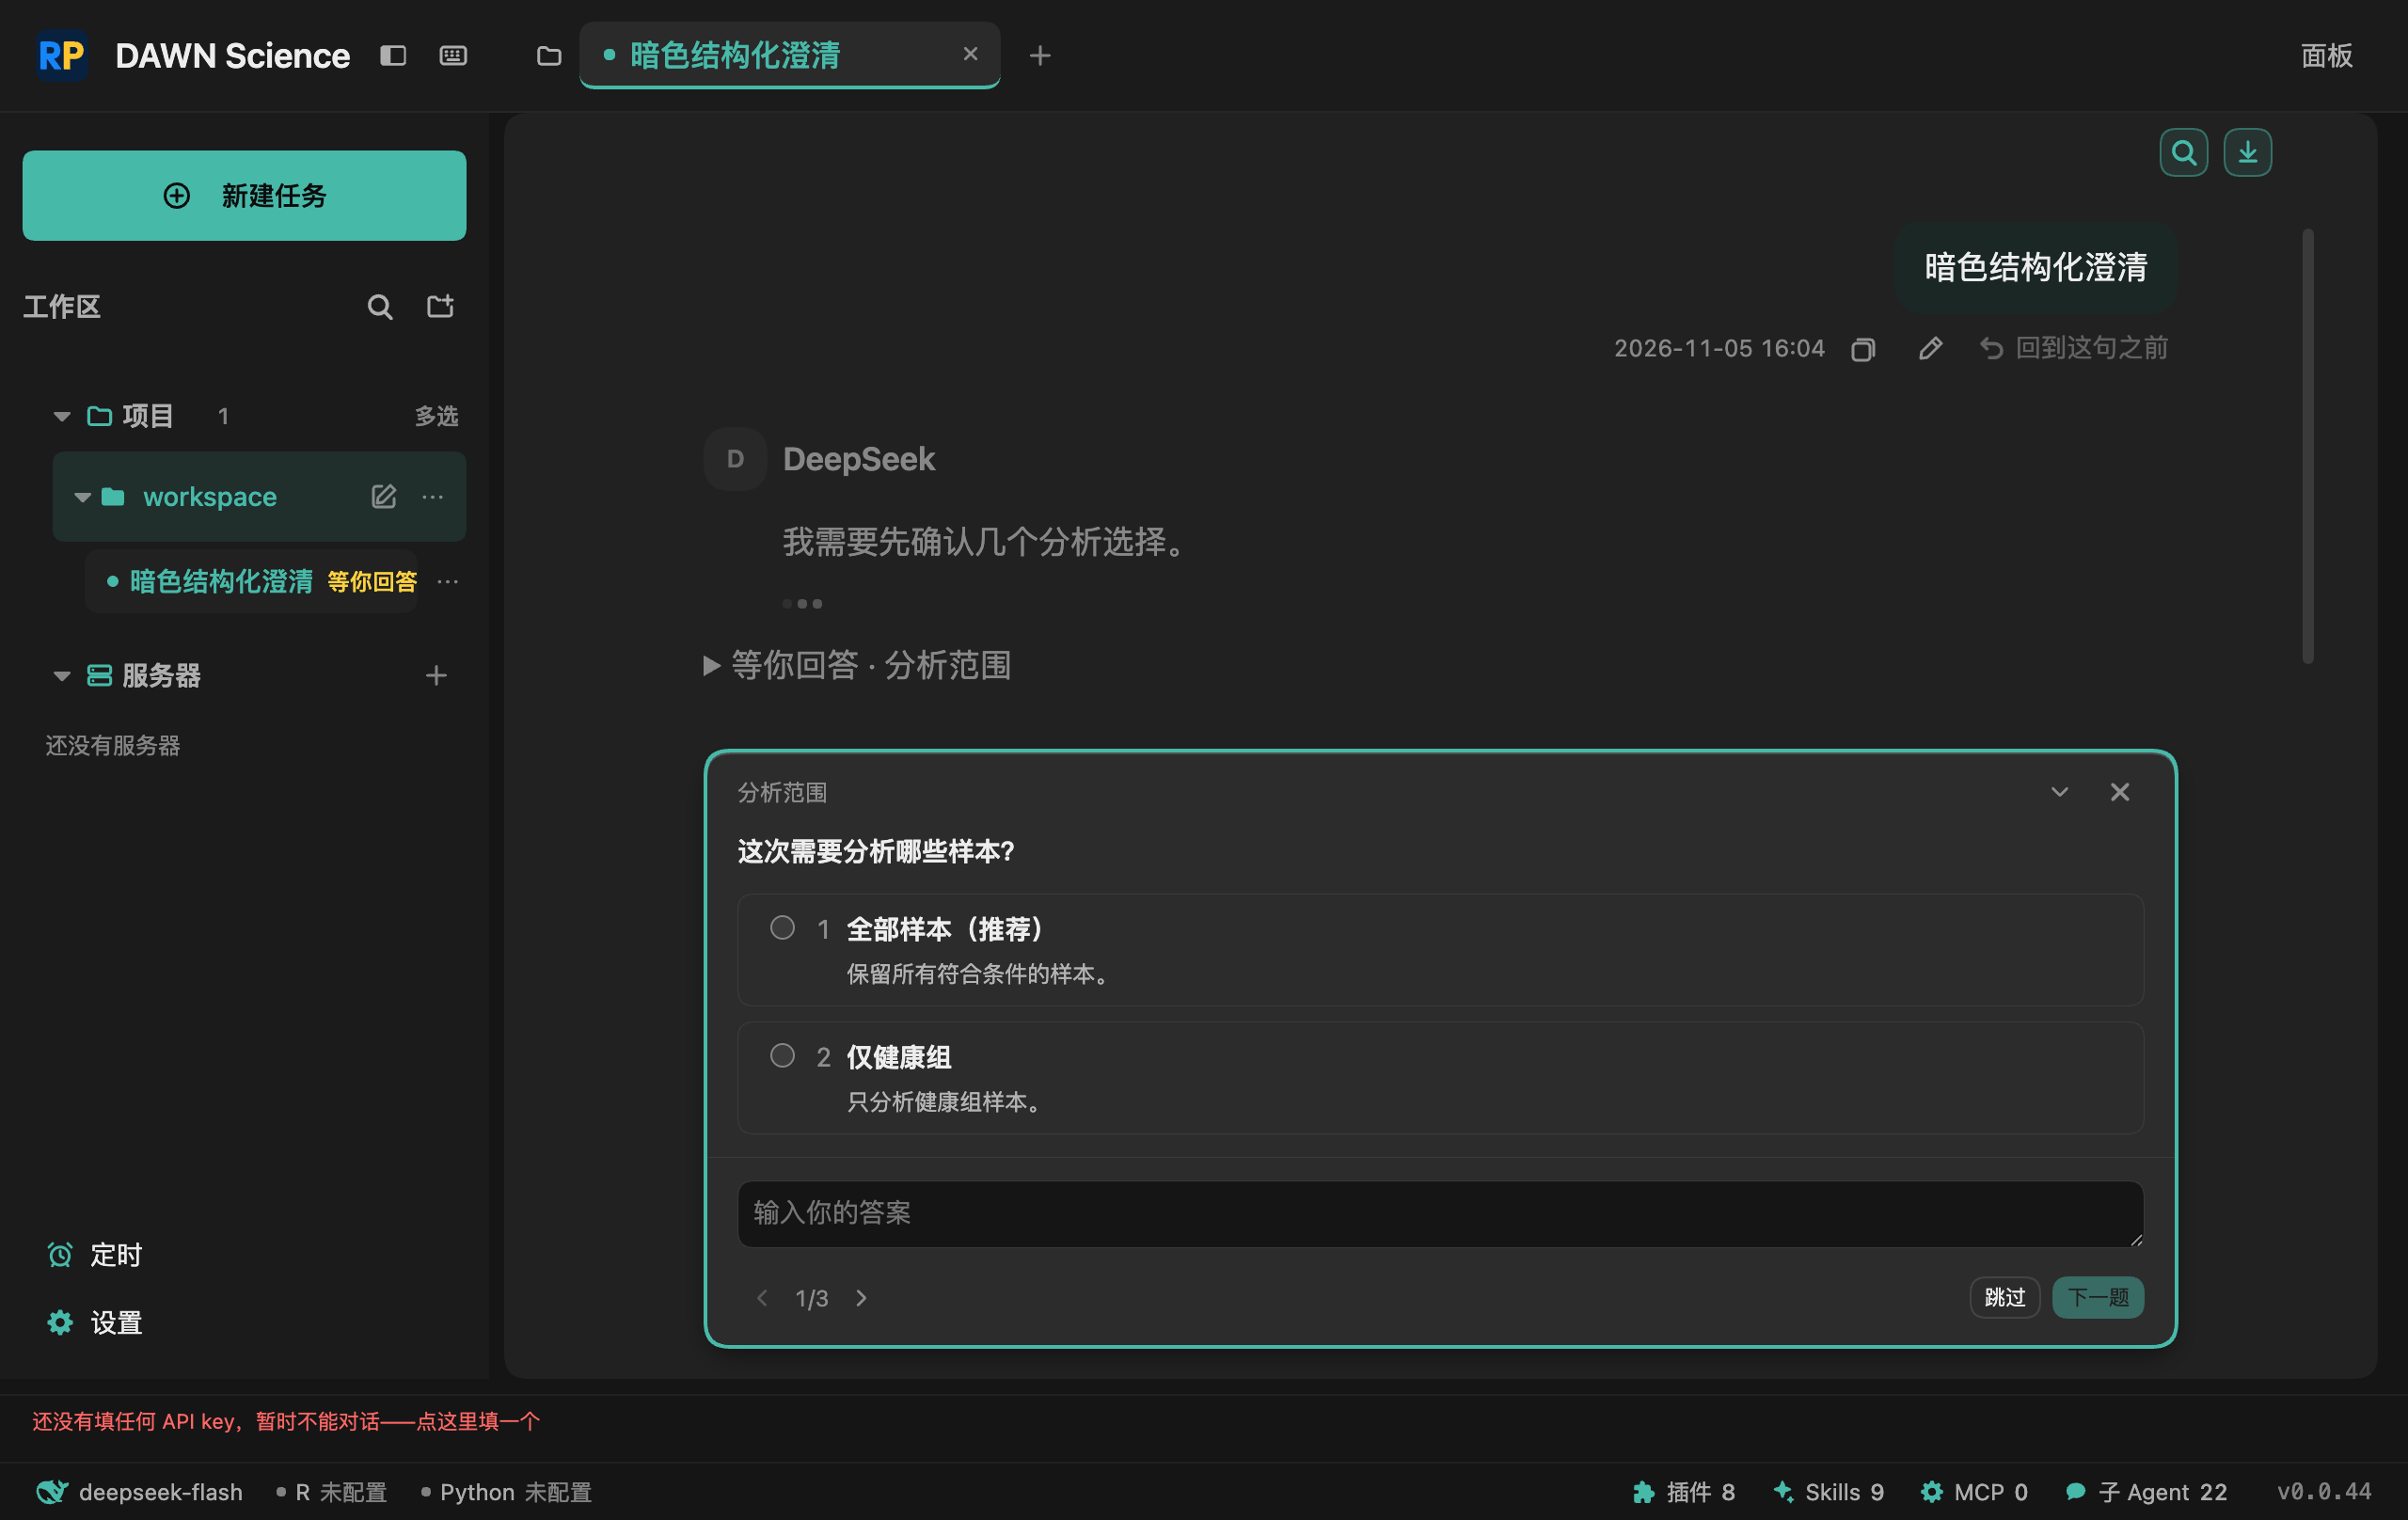 RP DAWN Science
暗色结构化澄清
面板
新建任务
工作区
项目 1 多选
workspace
暗色结构化澄清 等你回答
服务器
还没有服务器
定时
设置
暗色结构化澄清
2026-11-05 16:04 回到这句之前
D DeepSeek
我需要先确认几个分析选择。
等你回答 · 分析范围
分析范围
这次需要分析哪些样本?
1 全部样本（推荐）
保留所有符合条件的样本。
2 仅健康组
只分析健康组样本。
输入你的答案
1/3
跳过 下一题
还没有填任何 API key，暂时不能对话——点这里填一个
deepseek-flash R 未配置 Python 未配置
插件 8 Skills 9 MCP 0 子 Agent 22 v0.0.44